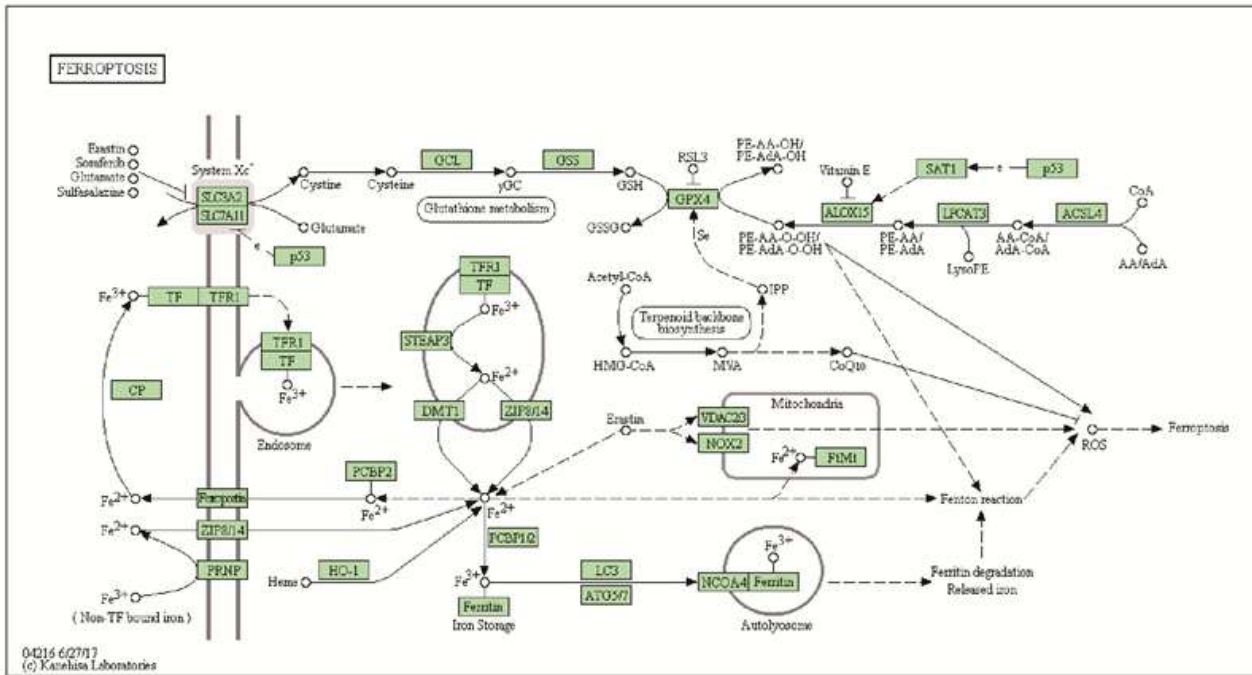 FERROPTOSIS
Erastin
Sorafenib
Glutamate
Sulfasalazine
System Xc-
SLC3A2
SLC7A11
Cystine
Glutamate
p53
e
Cysteine
GCL
γGC
GSS
GSH
Glutathione metabolism
GSSG
RSL3
GPX4
Se
PE-AA-OH/
PE-AdA-OH
PE-AA-O-OH/
PE-AdA-O-OH
Vitamin E
ALOX15
SAT1
e
p53
PE-AA/
PE-AdA
LPCAT3
LysoPE
AA-CoA/
AdA-CoA
ACSL4
CoA
AA/AdA
Fe3+
TF
TFR1
TFR1
TF
Fe3+
Endosome
TFR1
TF
Fe3+
STEAP3
Fe2+
DMT1
ZIP8/14
Acetyl-CoA
IPP
Terpenoid backbone
biosynthesis
HMG-CoA
MVA
CoQ10
CP
Erastin
VDAC2/3
NOX2
Mitochondria
Fe2+
FtMt
ROS
Ferroptosis
Fe2+
Ferroportin
PCBP2
Fe2+
Fe2+
Fenton reaction
Fe2+
ZIP8/14
PRNP
Fe3+
( Non-TF bound iron )
Heme
HO-1
PCBP1/2
Fe3+
Ferritin
Iron Storage
LC3
ATG5/7
Fe3+
NCOA4
Ferritin
Autolyosome
Ferritin degradation
Released iron
04216 6/27/17
(c) Kanehisa Laboratories